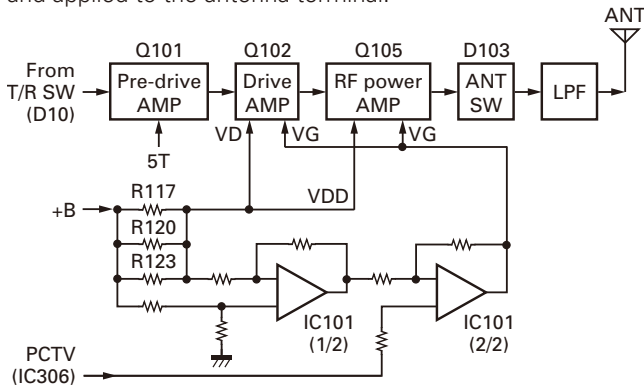 and applied to the antenna terminal.
ANT
Q101
Q102
Q105
D103
From
T/R SW
(D10)
Pre-drive
AMP
Drive
AMP
RF power
AMP
ANT
SW
LPF
5T
VD
VG
VG
VDD
+B
R117
R120
R123
IC101
(1/2)
IC101
(2/2)
PCTV
(IC306)